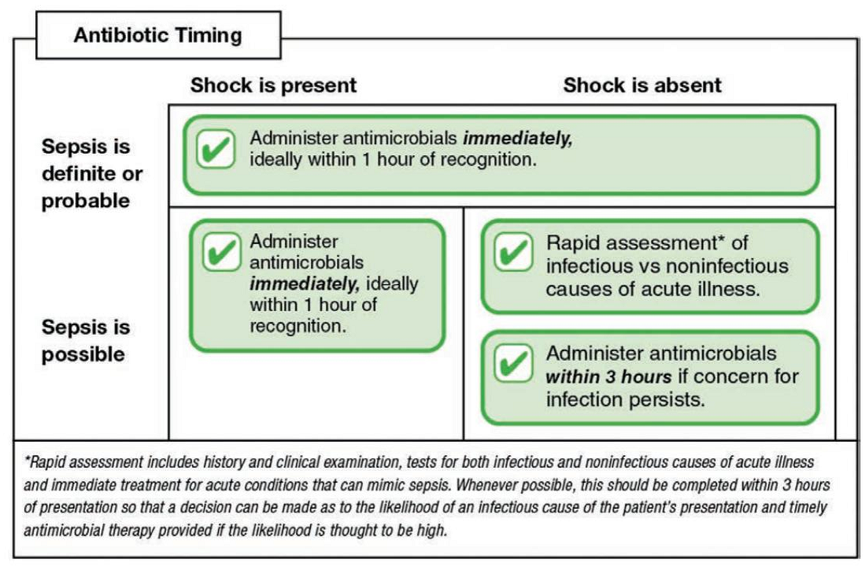 Antibiotic Timing
Shock is present
Shock is absent
Sepsis is
definite or
probable
Administer antimicrobials immediately,
ideally within 1 hour of recognition.
Sepsis is
possible
Administer
antimicrobials
immediately, ideally
within 1 hour of
recognition.
Rapid assessment* of
infectious vs noninfectious
causes of acute illness.
Administer antimicrobials
within 3 hours if concern for
infection persists.
*Rapid assessment includes history and clinical examination, tests for both infectious and noninfectious causes of acute illness
and immediate treatment for acute conditions that can mimic sepsis. Whenever possible, this should be completed within 3 hours
of presentation so that a decision can be made as to the likelihood of an infectious cause of the patient's presentation and timely
antimicrobial therapy provided if the likelihood is thought to be high.